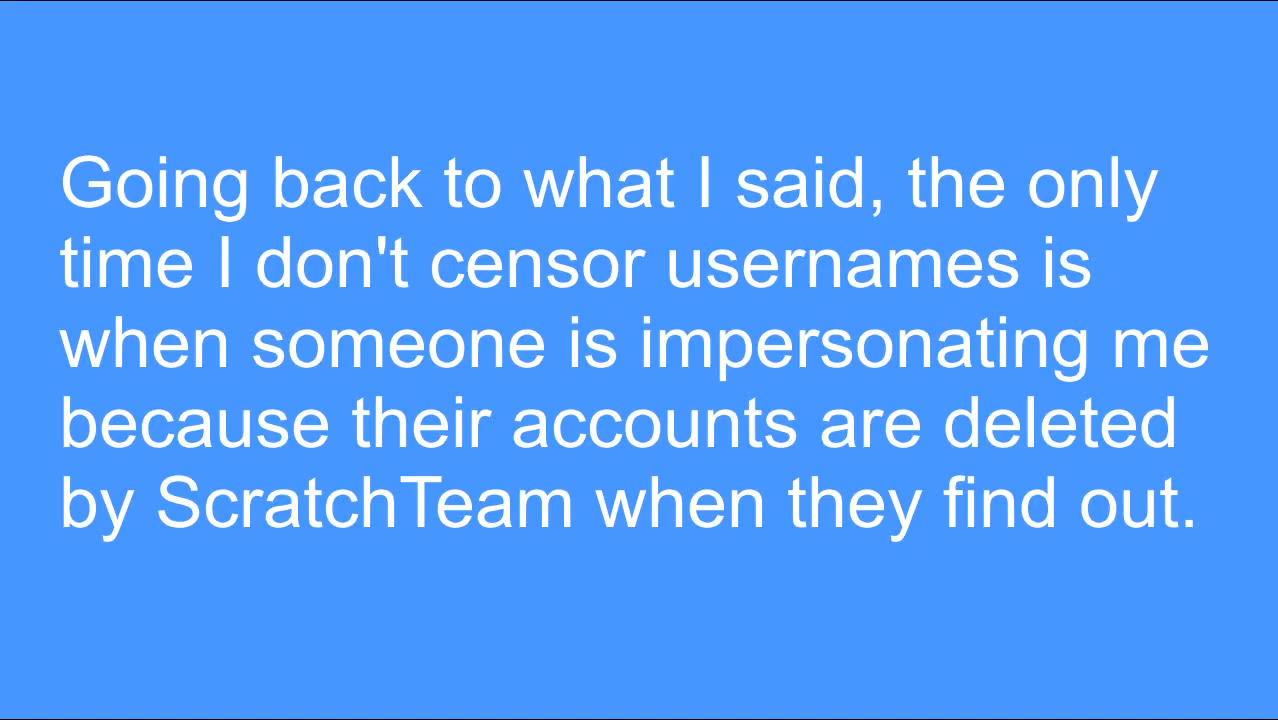 Going back to what I said, the only
time I don't censor usernames is
when someone is impersonating me
because their accounts are deleted
by ScratchTeam when they find out.